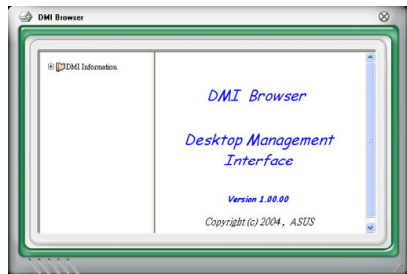 DMI Browser
DMI Information
DMI Browser
Desktop Management
Interface
Version 1.00.00
Copyright (c) 2004, ASUS